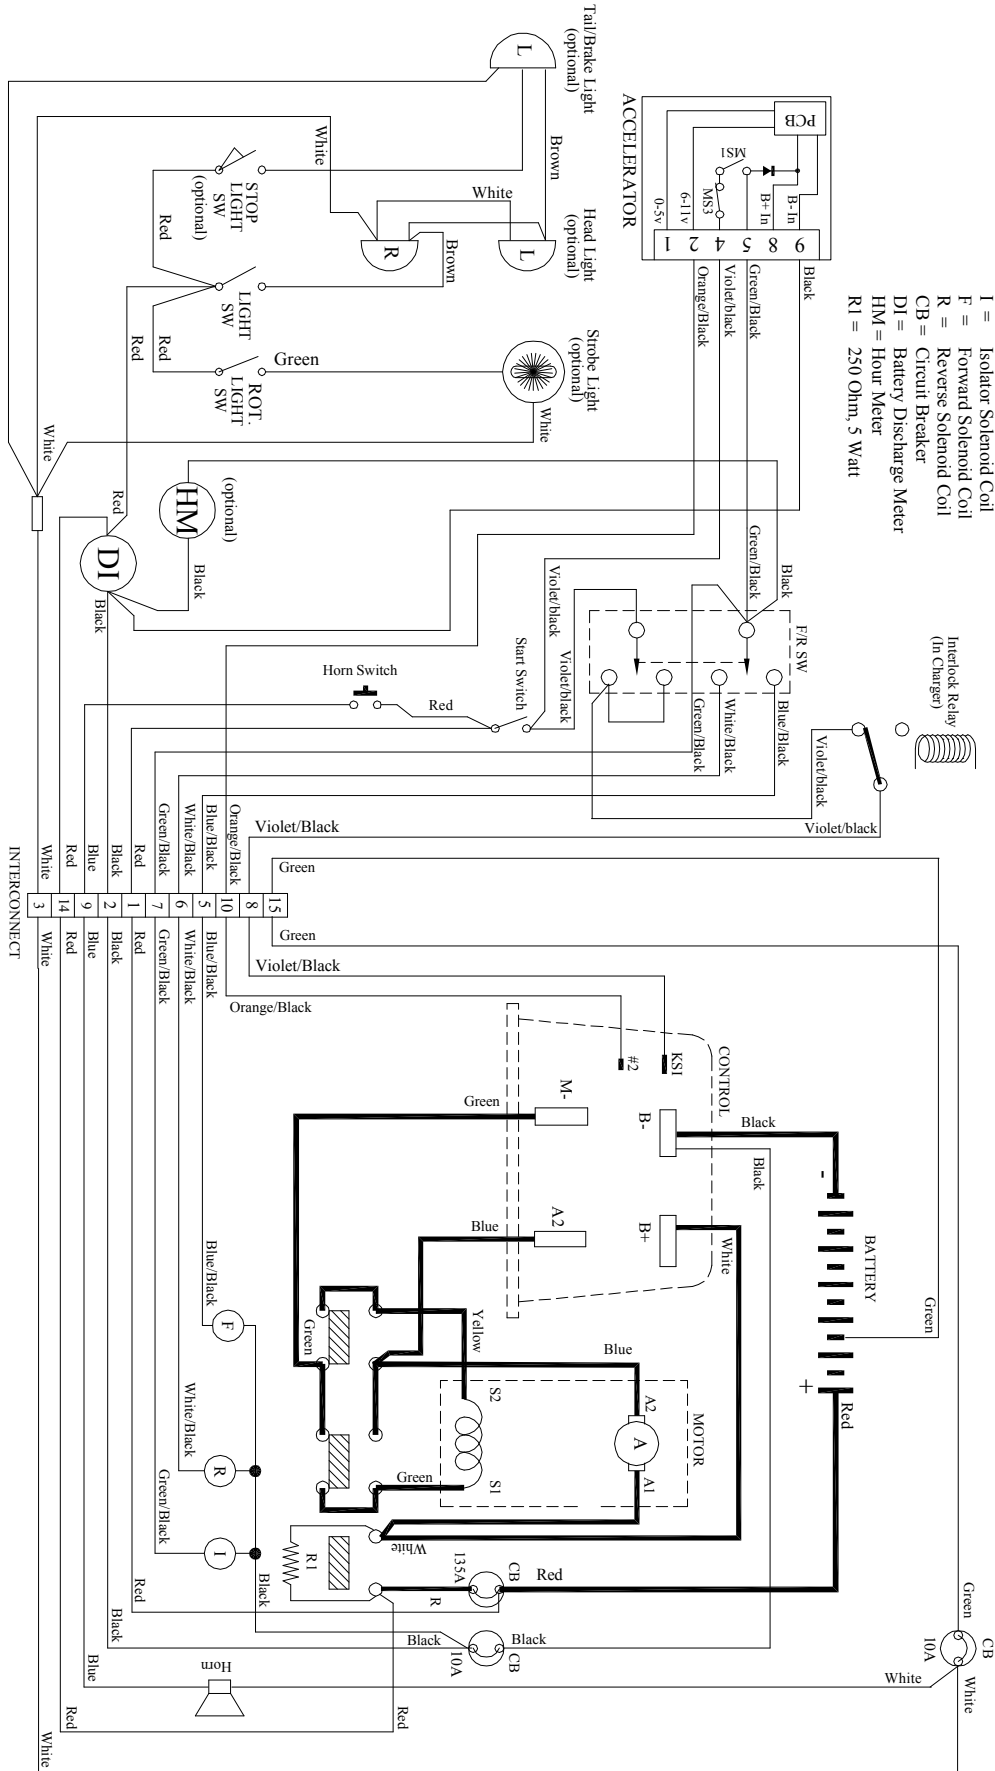 Tail/Brake Light
(optional)
L
Brown
White
White
STOP
LIGHT
SW
(optional)
Red
Head Light
(optional)
L
R
Brown
LIGHT
SW
Red
Red
ROT.
LIGHT
SW
Green
Strobe Light
(optional)
White
White
ACCELERATOR
PCB
MS1
MS3
0-5v
6-11v
B+ In
B- In
1
2
4
5
8
9
Orange/Black
Violet/black
Green/Black
Black
I = Isolator Solenoid Coil
F = Forward Solenoid Coil
R = Reverse Solenoid Coil
CB = Circuit Breaker
DI = Battery Discharge Meter
HM = Hour Meter
R1 = 250 Ohm, 5 Watt
HM
(optional)
Black
Red
DI
Black
Green/Black
Black
Violet/black
Violet/black
F/R SW
Start Switch
Horn Switch
Red
Green/Black
White/Black
Blue/Black
Interlock Relay
(In Charger)
Violet/black
Violet/black
Violet/Black
Green
White
Red
Blue
Black
Red
Green/Black
White/Black
Blue/Black
Orange/Black
INTERCONNECT
3
14
9
2
1
7
6
5
10
8
15
White
Red
Blue
Black
Red
Green/Black
White/Black
Blue/Black
Green
Violet/Black
Orange/Black
CONTROL
KSI
#2
M-
B-
A2
B+
Green
Blue
Black
Black
White
-
BATTERY
+
Green
Red
Blue/Black
F
White/Black
R
Green/Black
I
Green
Yellow
Blue
S2
S1
A2
A
A1
MOTOR
Green
White
R1
135A
CB
R
Red
Black
Red
Black
Black
10A
CB
Black
Green
CB
10A
White
White
Horn
Blue
Red
Red
White